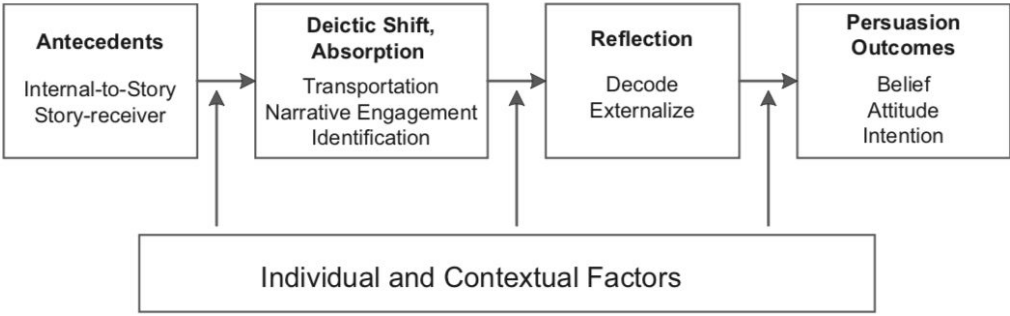 Antecedents
Internal-to-Story
Story-receiver
Deictic Shift,
Absorption
Transportation
Narrative Engagement
Identification
Reflection
Decode
Externalize
Persuasion
Outcomes
Belief
Attitude
Intention
Individual and Contextual Factors